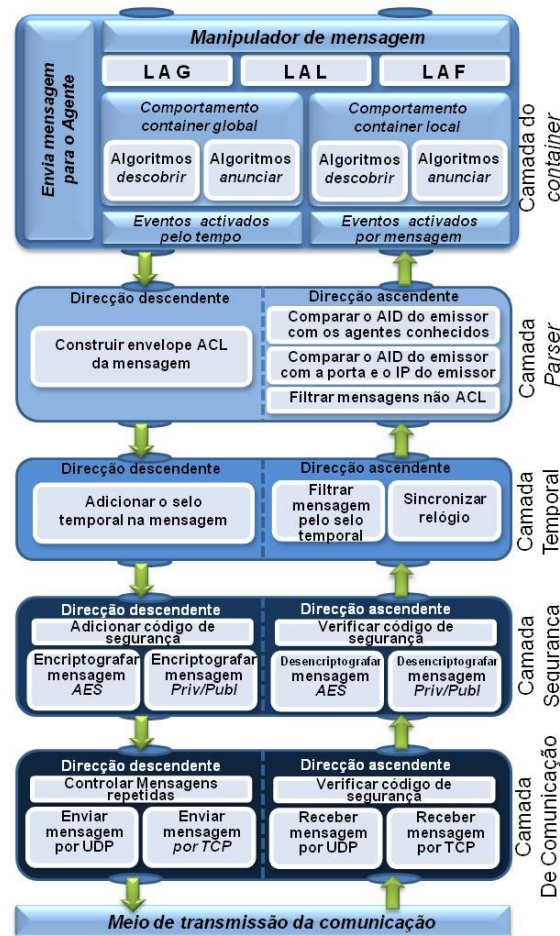 Manipulador de mensagem
Envia mensagem
para o Agente
L A G
L A L
L A F
Comportamento
container global
Algoritmos
descobrir
Algoritmos
anunciar
Comportamento
container local
Algoritmos
descobrir
Algoritmos
anunciar
Eventos activados
pelo tempo
Eventos activados
por mensagem
Camada do
container
Direcção descendente
Construir envelope ACL
da mensagem
Direcção ascendente
Comparar o AID do emissor
com os agentes conhecidos
Comparar o AID do emissor
com a porta e o IP do emissor
Filtrar mensagens não ACL
Camada
Parser
Direcção descendente
Adicionar o selo
temporal na mensagem
Direcção ascendente
Filtrar
mensagem
pelo selo
temporal
Sincronizar
relógio
Camada
Temporal
Direcção descendente
Adicionar código de
segurança
Encriptografar
mensagem
AES
Encriptografar
mensagem
Priv/Publ
Direcção ascendente
Verificar código de
segurança
Desencriptografar
mensagem
AES
Desencriptografar
mensagem
Priv/Publ
Camada
Segurança
Direcção descendente
Controlar Mensagens
repetidas
Enviar
mensagem
por UDP
Enviar
mensagem
por TCP
Direcção ascendente
Verificar código de
segurança
Receber
mensagem
por UDP
Receber
mensagem
por TCP
Camada
De Comunicação
Meio de transmissão da comunicação